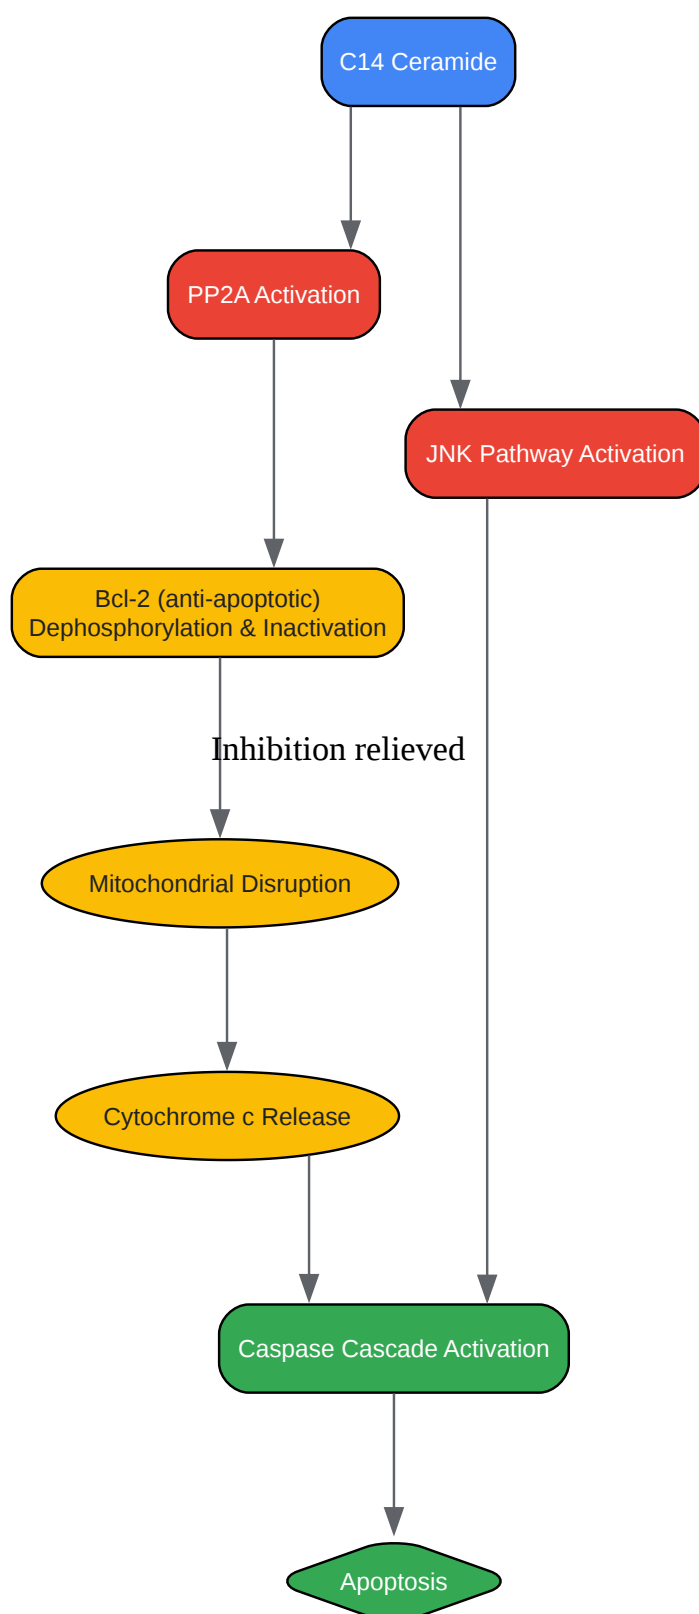 C14 Ceramide
PP2A Activation
JNK Pathway Activation
Bcl-2 (anti-apoptotic)
Dephosphorylation & Inactivation
Inhibition relieved
Mitochondrial Disruption
Cytochrome c Release
Caspase Cascade Activation
Apoptosis